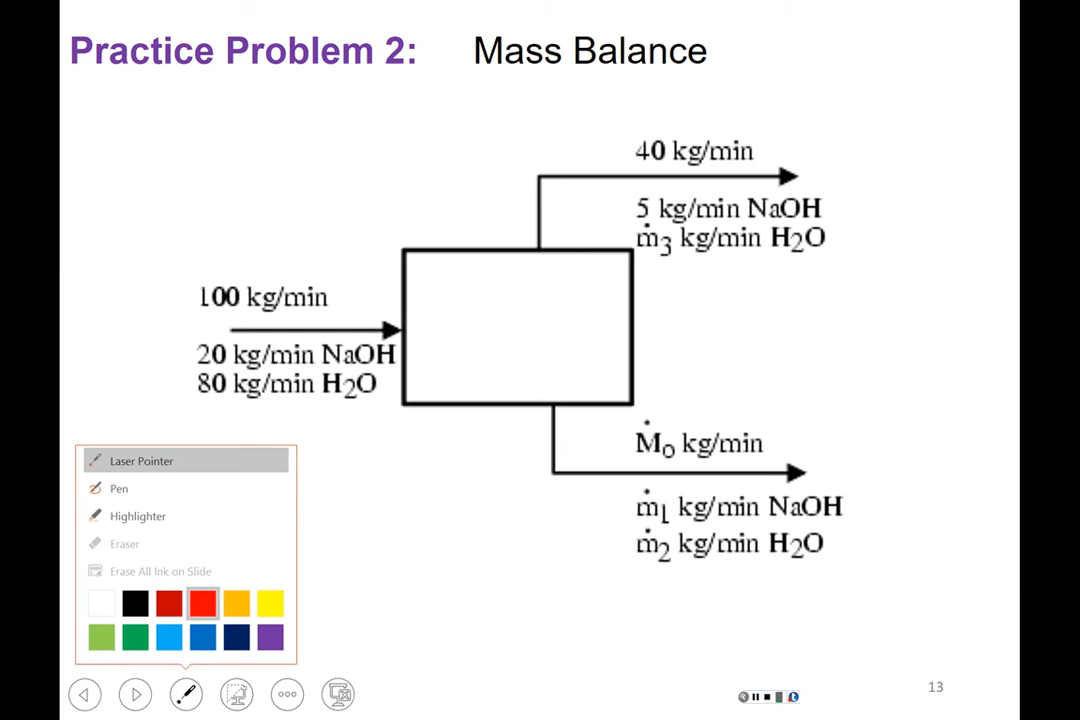 Practice Problem 2: Mass Balance
40 kg/min
5 kg/min NaOH
ṁ3 kg/min H2O
100 kg/min
20 kg/min NaOH
80 kg/min H2O
Ṁo kg/min
ṁ1 kg/min NaOH
ṁ2 kg/min H2O
Laser Pointer
Pen
Highlighter
Eraser
Erase All Ink on Slide
13